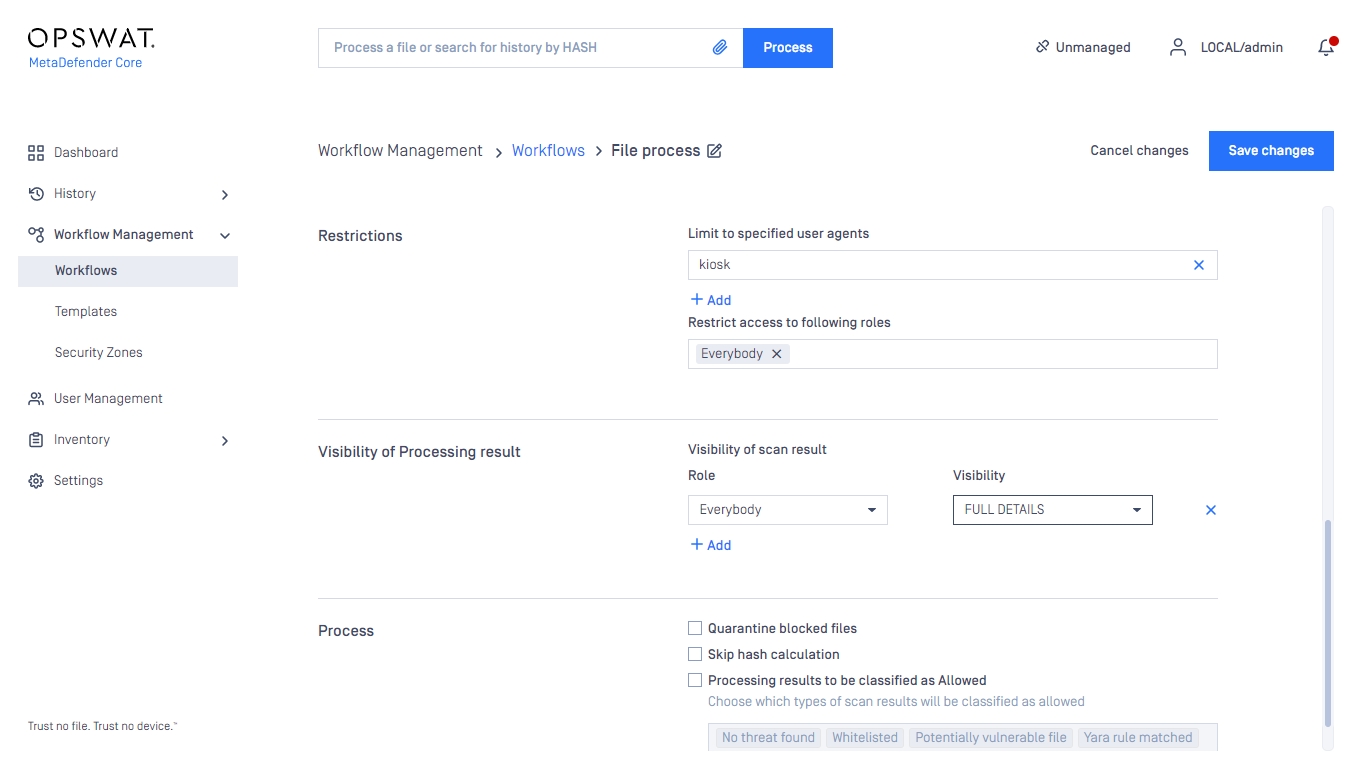 OPSWAT.
MetaDefender Core
Process a file or search for history by HASH
Process
Unmanaged
LOCAL/admin
Dashboard
History
Workflow Management
Workflows
Templates
Security Zones
User Management
Inventory
Settings
Trust no file. Trust no device.™
Workflow Management > Workflows > File process
Cancel changes
Save changes
Restrictions
Limit to specified user agents
kiosk
+ Add
Restrict access to following roles
Everybody
Visibility of Processing result
Visibility of scan result
Role Visibility
Everybody FULL DETAILS
+ Add
Process
Quarantine blocked files
Skip hash calculation
Processing results to be classified as Allowed
Choose which types of scan results will be classified as allowed
No threat found Whitelisted Potentially vulnerable file Yara rule matched